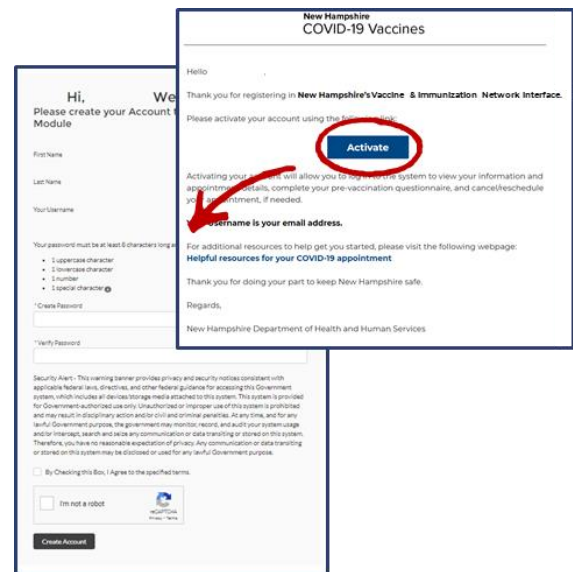 New Hampshire
COVID-19 Vaccines
Hello ,
Thank you for registering in New Hampshire's Vaccine & Immunization Network Interface.
Please activate your account using the following link:
Activate
Activating your account will allow you to log in to the system to view your information and
appointment details, complete your pre-vaccination questionnaire, and cancel/reschedule
your appointment, if needed.
username is your email address.
For additional resources to help get you started, please visit the following webpage:
Helpful resources for your COVID-19 appointment
Thank you for doing your part to keep New Hampshire safe.
Regards,
New Hampshire Department of Health and Human Services
Hi, We
Please create your Account t
Module
First Name
Last Name
Your Username
Your password must be at least 8 characters long a
• 1 uppercase character
• 1 lowercase character
• 1 number
• 1 special character
* Create Password
* Verify Password
Security Alert - This warning banner provides privacy and security notices consistent with
applicable federal laws, directives, and other federal guidance for accessing this Government
system, which includes all devices/storage media attached to this system. This system is provided
for Government-authorized use only. Unauthorized or improper use of this system is prohibited
and may result in disciplinary action and/or civil and criminal penalties. At any time, and for any
lawful Government purpose, the government may monitor, record, and audit your system usage
and/or intercept, search and seize any communication or data transiting or stored on this system.
Therefore, you have no reasonable expectation of privacy. Any communication or data transiting
or stored on this system may be disclosed or used for any lawful Government purpose.
By Checking this Box, I Agree to the specified terms.
I'm not a robot
reCAPTCHA
Privacy - Terms
Create Account